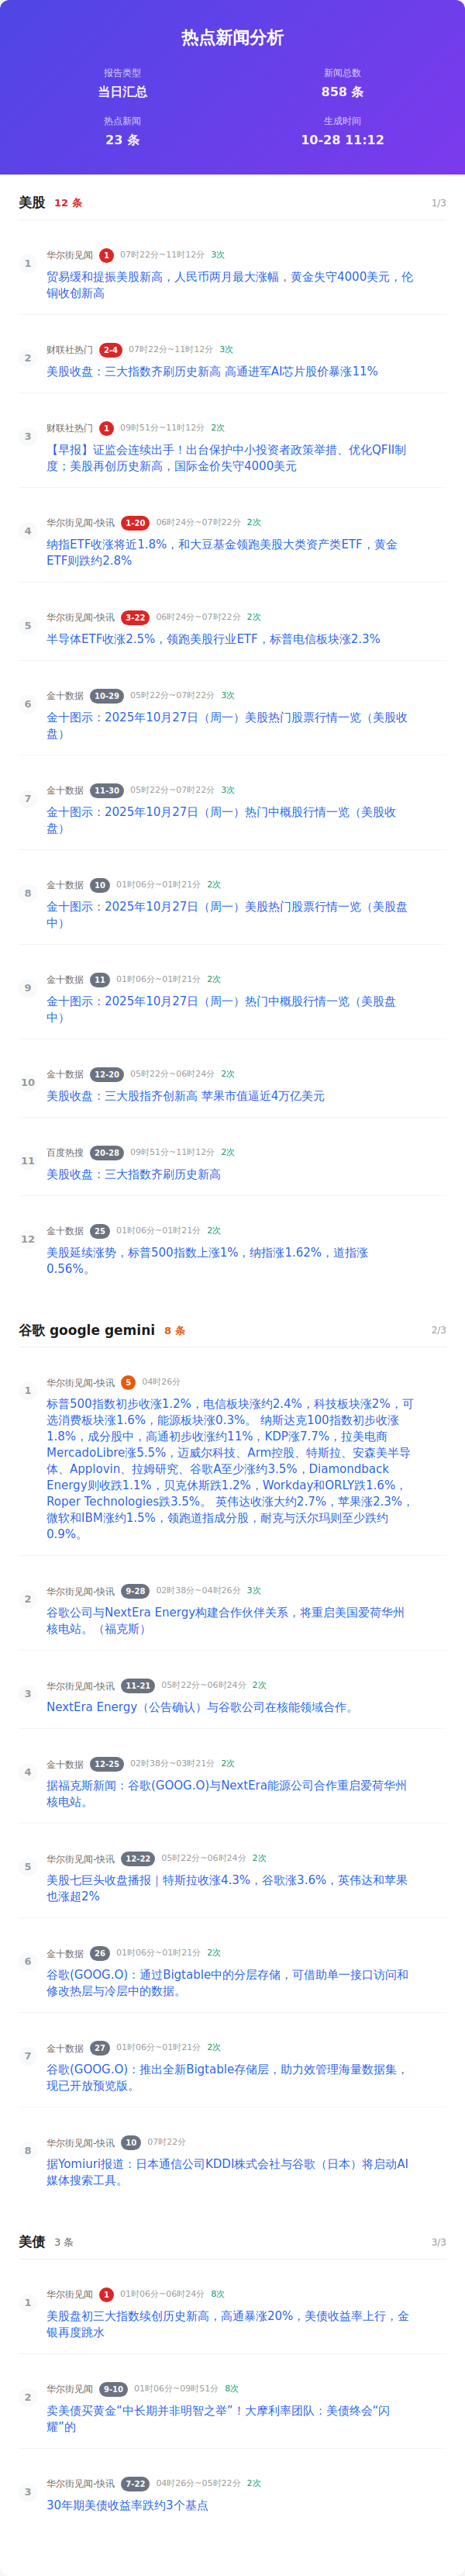 热点新闻分析
报告类型
当日汇总
新闻总数
858 条
热点新闻
23 条
生成时间
10-28 11:12
美股 12 条 1/3
1 华尔街见闻 1 07时22分~11时12分 3次
贸易缓和提振美股新高，人民币两月最大涨幅，黄金失守4000美元，伦
铜收创新高
2 财联社热门 2-4 07时22分~11时12分 3次
美股收盘：三大指数齐刷历史新高 高通进军AI芯片股价暴涨11%
3 财联社热门 1 09时51分~11时12分 2次
【早报】证监会连续出手！出台保护中小投资者政策举措、优化QFII制
度；美股再创历史新高，国际金价失守4000美元
4 华尔街见闻-快讯 1-20 06时24分~07时22分 2次
纳指ETF收涨将近1.8%，和大豆基金领跑美股大类资产类ETF，黄金
ETF则跌约2.8%
5 华尔街见闻-快讯 3-22 06时24分~07时22分 2次
半导体ETF收涨2.5%，领跑美股行业ETF，标普电信板块涨2.3%
6 金十数据 10-29 05时22分~07时22分 3次
金十图示：2025年10月27日（周一）美股热门股票行情一览（美股收
盘）
7 金十数据 11-30 05时22分~07时22分 3次
金十图示：2025年10月27日（周一）热门中概股行情一览（美股收
盘）
8 金十数据 10 01时06分~01时21分 2次
金十图示：2025年10月27日（周一）美股热门股票行情一览（美股盘
中）
9 金十数据 11 01时06分~01时21分 2次
金十图示：2025年10月27日（周一）热门中概股行情一览（美股盘
中）
10 金十数据 12-20 05时22分~06时24分 2次
美股收盘：三大股指齐创新高 苹果市值逼近4万亿美元
11 百度热搜 20-28 09时51分~11时12分 2次
美股收盘：三大指数齐刷历史新高
12 金十数据 25 01时06分~01时21分 2次
美股延续涨势，标普500指数上涨1%，纳指涨1.62%，道指涨
0.56%。
谷歌 google gemini 8 条 2/3
1 华尔街见闻-快讯 5 04时26分
标普500指数初步收涨1.2%，电信板块涨约2.4%，科技板块涨2%，可
选消费板块涨1.6%，能源板块涨0.3%。 纳斯达克100指数初步收涨
1.8%，成分股中，高通初步收涨约11%，KDP涨7.7%，拉美电商
MercadoLibre涨5.5%，迈威尔科技、Arm控股、特斯拉、安森美半导
体、Applovin、拉姆研究、谷歌A至少涨约3.5%，Diamondback
Energy则收跌1.1%，贝克休斯跌1.2%，Workday和ORLY跌1.6%，
Roper Technologies跌3.5%。 英伟达收涨大约2.7%，苹果涨2.3%，
微软和IBM涨约1.5%，领跑道指成分股，耐克与沃尔玛则至少跌约
0.9%。
2 华尔街见闻-快讯 9-28 02时38分~04时26分 3次
谷歌公司与NextEra Energy构建合作伙伴关系，将重启美国爱荷华州
核电站。（福克斯）
3 华尔街见闻-快讯 11-21 05时22分~06时24分 2次
NextEra Energy（公告确认）与谷歌公司在核能领域合作。
4 金十数据 12-25 02时38分~03时21分 2次
据福克斯新闻：谷歌(GOOG.O)与NextEra能源公司合作重启爱荷华州
核电站。
5 华尔街见闻-快讯 12-22 05时22分~06时24分 2次
美股七巨头收盘播报｜特斯拉收涨4.3%，谷歌涨3.6%，英伟达和苹果
也涨超2%
6 金十数据 26 01时06分~01时21分 2次
谷歌(GOOG.O)：通过Bigtable中的分层存储，可借助单一接口访问和
修改热层与冷层中的数据。
7 金十数据 27 01时06分~01时21分 2次
谷歌(GOOG.O)：推出全新Bigtable存储层，助力高效管理海量数据集，
现已开放预览版。
8 华尔街见闻-快讯 10 07时22分
据Yomiuri报道：日本通信公司KDDI株式会社与谷歌（日本）将启动AI
媒体搜索工具。
美债 3 条 3/3
1 华尔街见闻 1 01时06分~06时24分 8次
美股盘初三大指数续创历史新高，高通暴涨20%，美债收益率上行，金
银再度跳水
2 华尔街见闻 9-10 01时06分~09时51分 8次
卖美债买黄金“中长期并非明智之举”！大摩利率团队：美债终会“闪
耀”的
3 华尔街见闻-快讯 7-22 04时26分~05时22分 2次
30年期美债收益率跌约3个基点